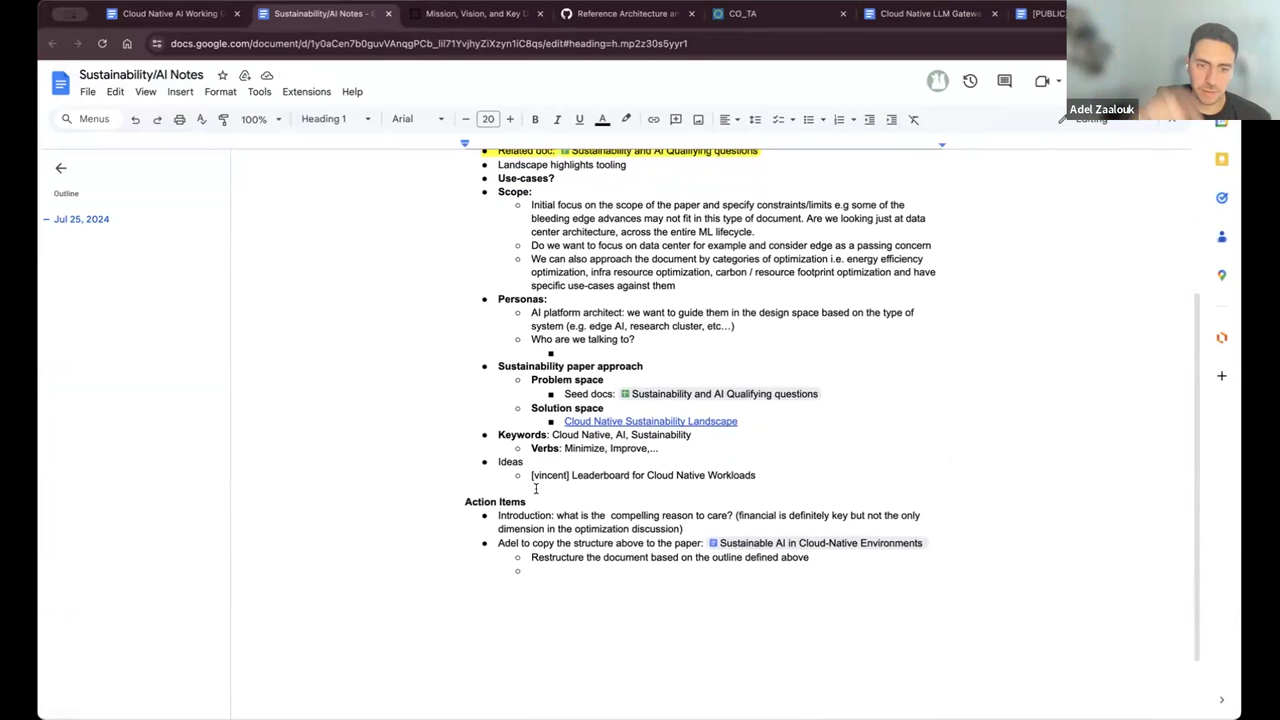 Cloud Native AI Working G
Sustainability/AI Notes - G
Mission, Vision, and Key D
Reference Architecture an
CO_TA
Cloud Native LLM Gatewa
[PUBLIC]
docs.google.com/document/d/1y0aCen7b0guvVAnqgPCb_lil71YvjhyZiXzyn1iC8qs/edit#heading=h.mp2z30s5yyr1
Sustainability/AI Notes
File Edit View Insert Format Tools Extensions Help
Menus 100% Heading 1 Arial 20 Editing
Adel Zaalouk
Outline
Jul 25, 2024
Related doc: Sustainability and AI Qualifying questions
Landscape highlights tooling
Use-cases?
Scope:
Initial focus on the scope of the paper and specify constraints/limits e.g some of the
bleeding edge advances may not fit in this type of document. Are we looking just at data
center architecture, across the entire ML lifecycle.
Do we want to focus on data center for example and consider edge as a passing concern
We can also approach the document by categories of optimization i.e. energy efficiency
optimization, infra resource optimization, carbon / resource footprint optimization and have
specific use-cases against them
Personas:
AI platform architect: we want to guide them in the design space based on the type of
system (e.g. edge AI, research cluster, etc…)
Who are we talking to?
Sustainability paper approach
Problem space
Seed docs: Sustainability and AI Qualifying questions
Solution space
Cloud Native Sustainability Landscape
Keywords: Cloud Native, AI, Sustainability
Verbs: Minimize, Improve,...
Ideas
[vincent] Leaderboard for Cloud Native Workloads
Action Items
Introduction: what is the compelling reason to care? (financial is definitely key but not the only
dimension in the optimization discussion)
Adel to copy the structure above to the paper: Sustainable AI in Cloud-Native Environments
Restructure the document based on the outline defined above